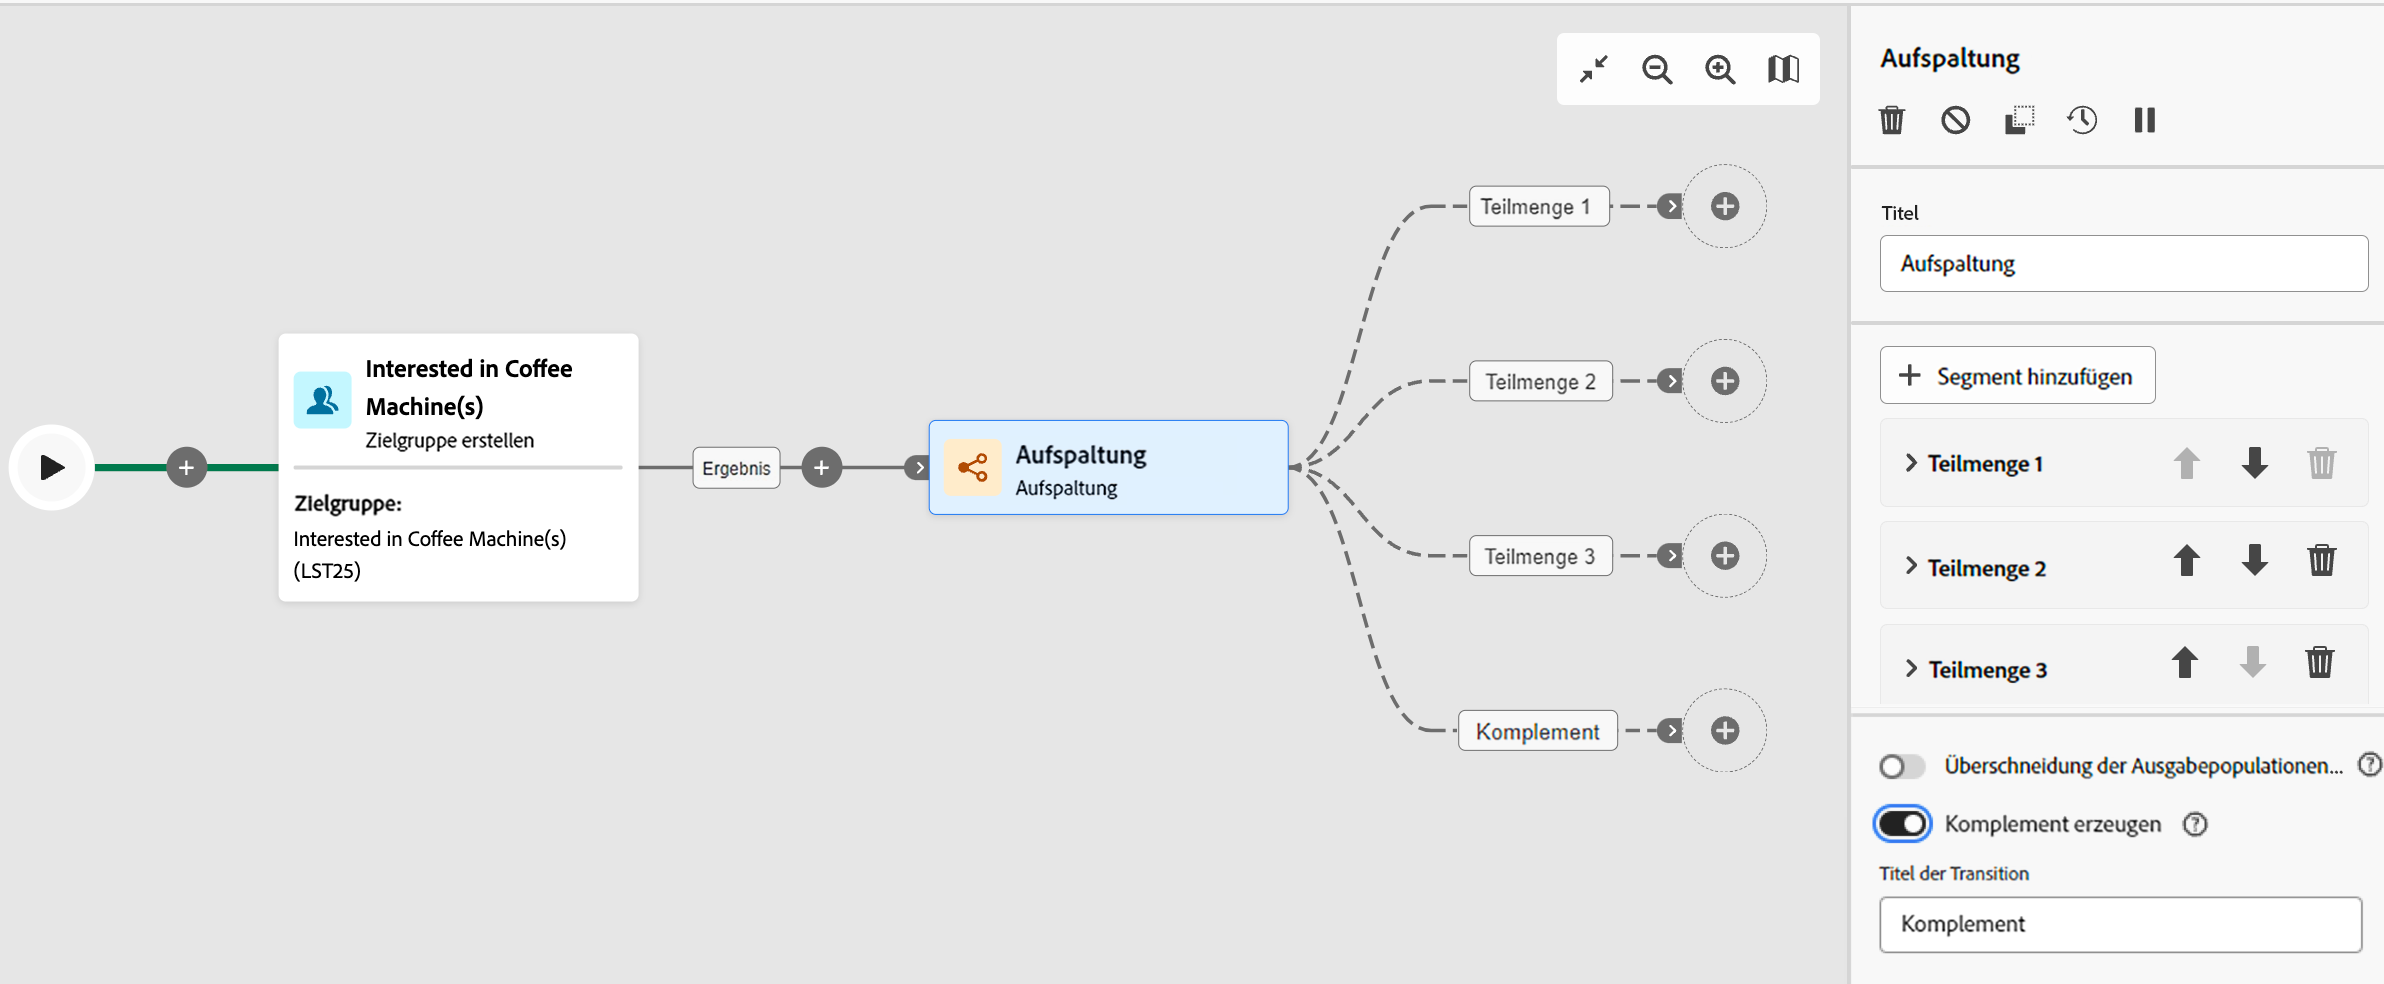 Interested in Coffee
Machine(s)
Zielgruppe erstellen
Zielgruppe:
Interested in Coffee Machine(s)
(LST25)
Ergebnis
Aufspaltung
Aufspaltung
Teilmenge 1
Teilmenge 2
Teilmenge 3
Komplement
Aufspaltung
Titel
Aufspaltung
Segment hinzufügen
Teilmenge 1
Teilmenge 2
Teilmenge 3
Überschneidung der Ausgabepopulationen...
Komplement erzeugen
Titel der Transition
Komplement